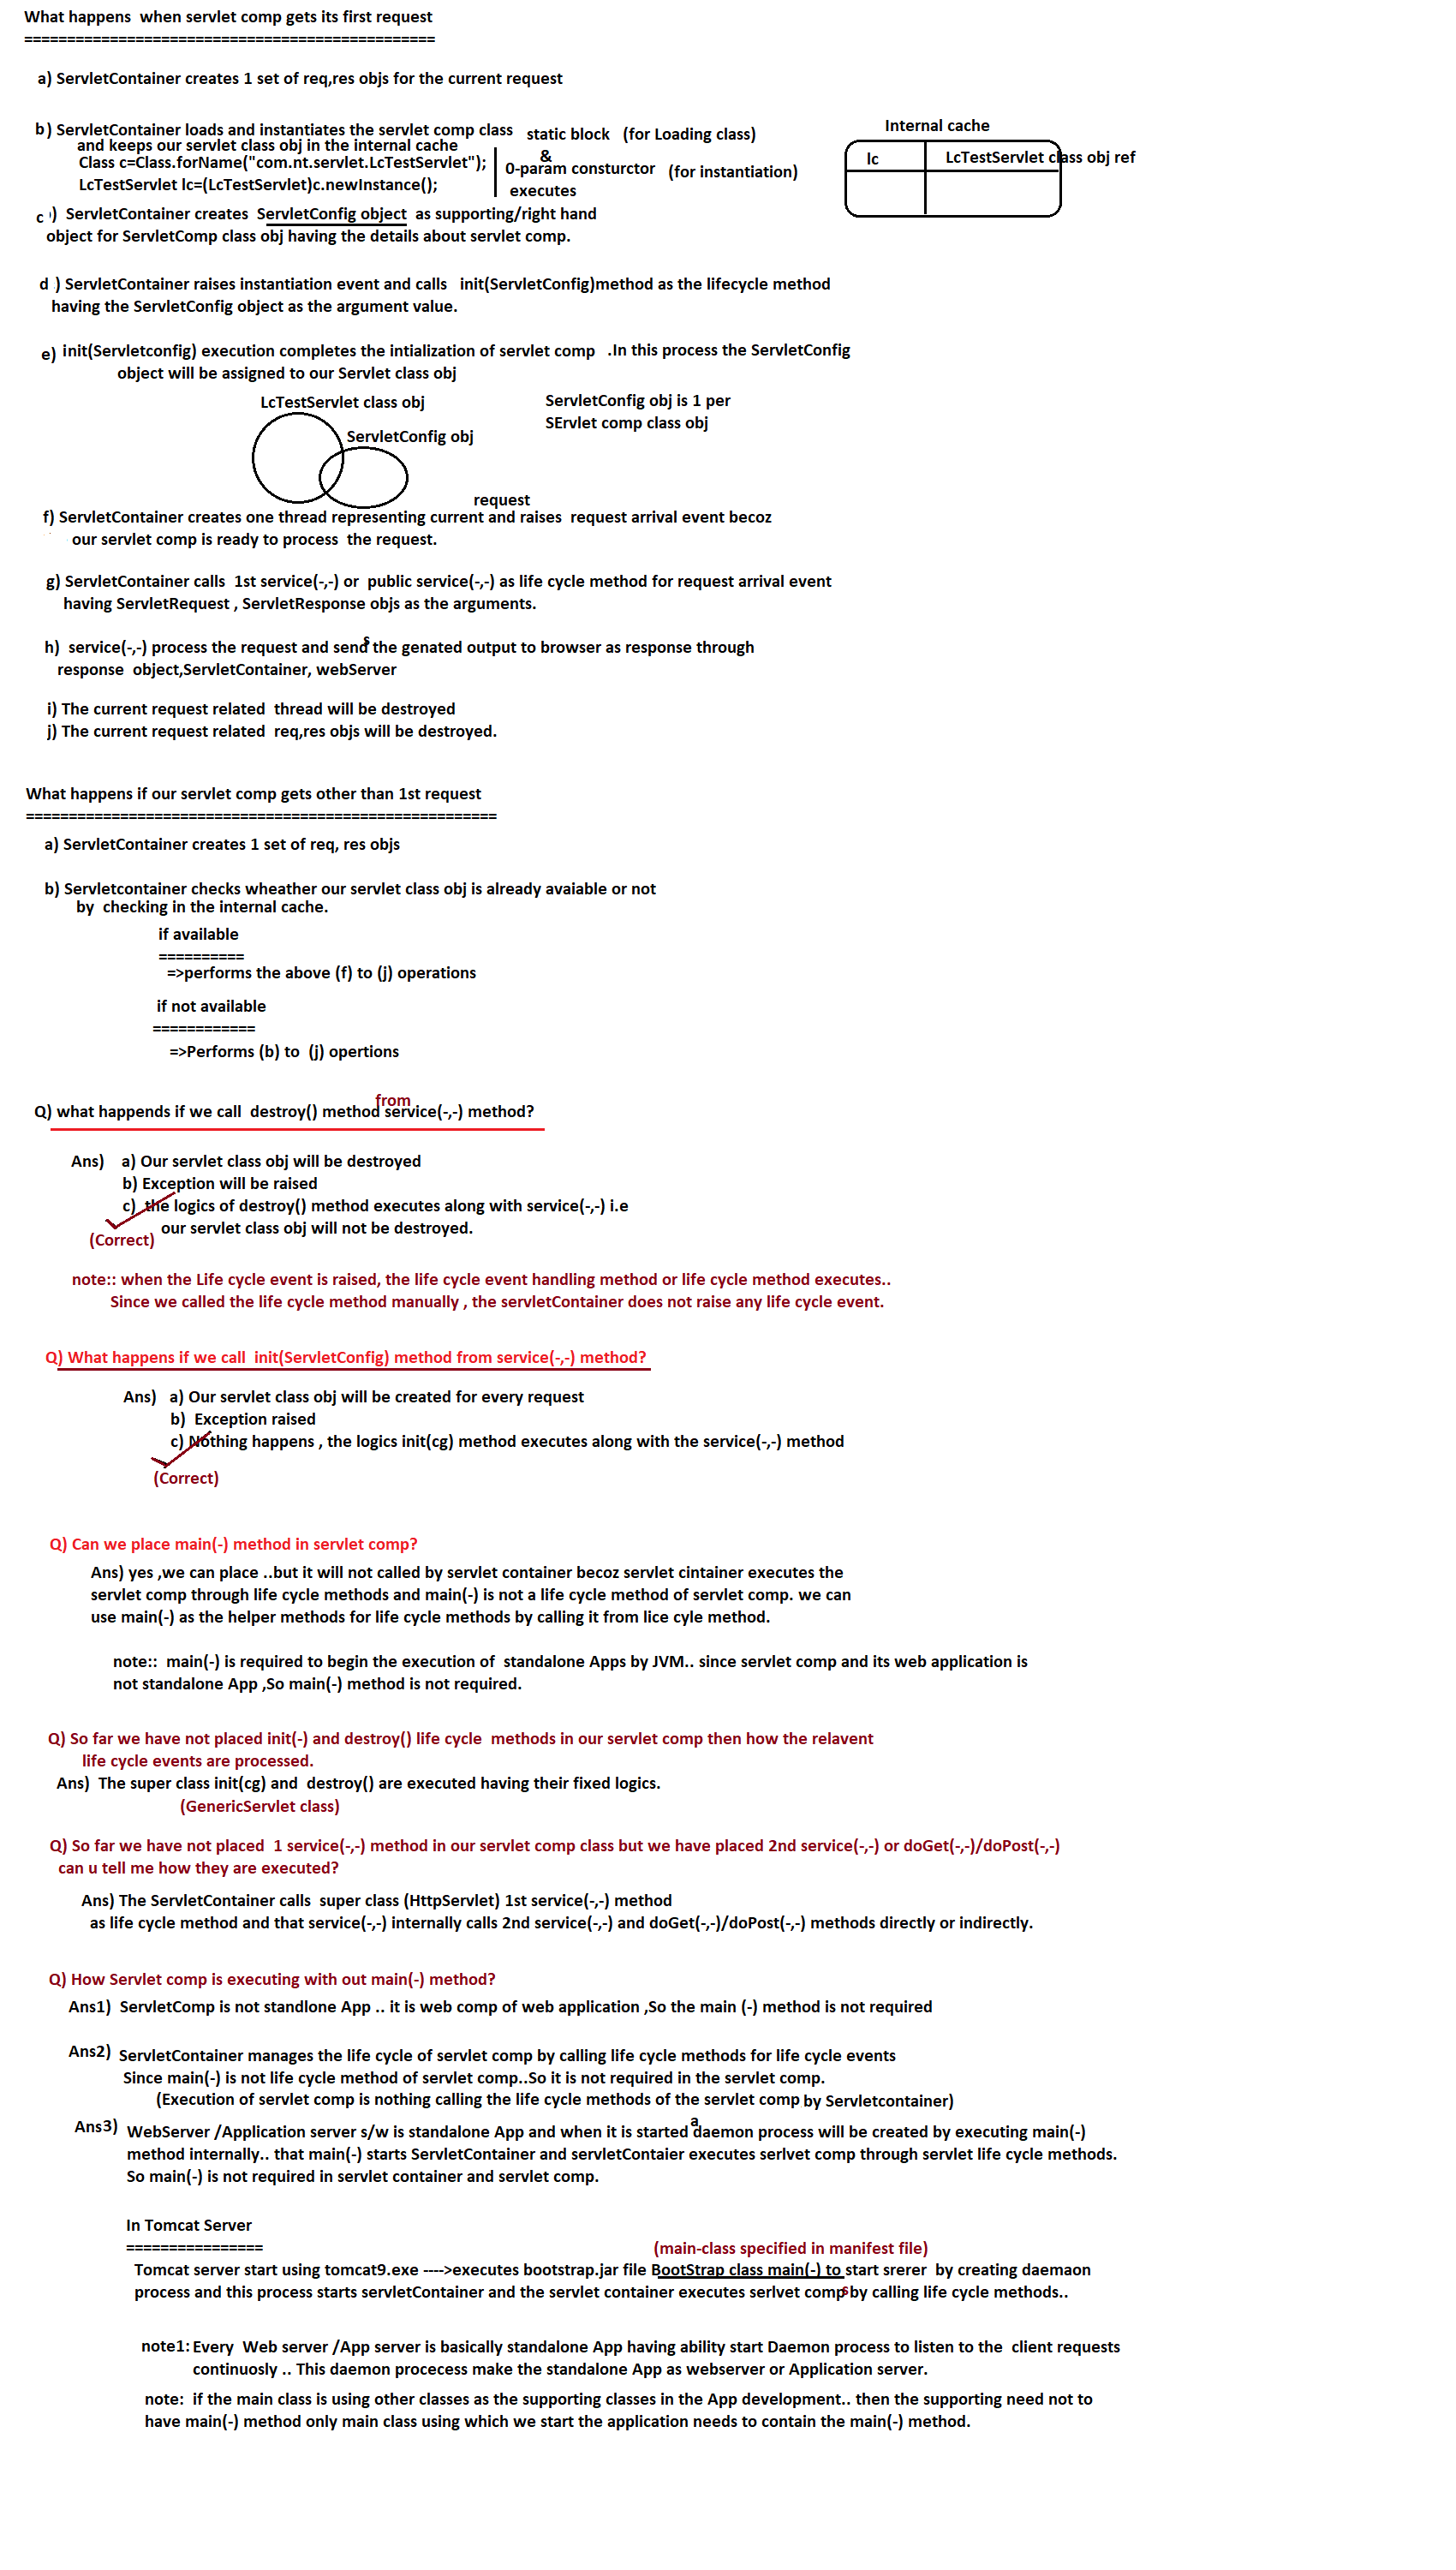 What happens  when servlet comp gets its first request
================================================
a) ServletContainer creates 1 set of req,res objs for the current request
b) ServletContainer loads and instantiates the servlet comp class
and keeps our servlet class obj in the internal cache
Class c=Class.forName("com.nt.servlet.LcTestServlet");
LcTestServlet lc=(LcTestServlet)c.newInstance();
static block   (for Loading class)
&
0-param consturctor   (for instantiation)
executes
Internal cache
lc    LcTestServlet class obj ref
c ) ServletContainer creates  ServletConfig object  as supporting/right hand
object for ServletComp class obj having the details about servlet comp.
d ) ServletContainer raises instantiation event and calls   init(ServletConfig)method as the lifecycle method
having the ServletConfig object as the argument value.
e) init(Servletconfig) execution completes the intialization of servlet comp   .In this process the ServletConfig
object will be assigned to our Servlet class obj
LcTestServlet class obj
ServletConfig obj
ServletConfig obj is 1 per
SErvlet comp class obj
request
f) ServletContainer creates one thread representing current and raises  request arrival event becoz
our servlet comp is ready to process  the request.
g) ServletContainer calls  1st service(-,-) or  public service(-,-) as life cycle method for request arrival event
having ServletRequest , ServletResponse objs as the arguments.
h)  service(-,-) process the request and sends the genated output to browser as response through
response  object,ServletContainer, webServer
i) The current request related  thread will be destroyed
j) The current request related  req,res objs will be destroyed.
What happens if our servlet comp gets other than 1st request
=======================================================
a) ServletContainer creates 1 set of req, res objs
b) Servletcontainer checks wheather our servlet class obj is already avaiable or not
by  checking in the internal cache.
if available
==========
=>performs the above (f) to (j) operations
if not available
============
=>Performs (b) to  (j) opertions
Q) what happends if we call  destroy() method from service(-,-) method?
Ans)    a) Our servlet class obj will be destroyed
b) Exception will be raised
c)  the logics of destroy() method executes along with service(-,-) i.e
our servlet class obj will not be destroyed.
(Correct)
note:: when the Life cycle event is raised, the life cycle event handling method or life cycle method executes..
Since we called the life cycle method manually , the servletContainer does not raise any life cycle event.
Q) What happens if we call  init(ServletConfig) method from service(-,-) method?
Ans)   a) Our servlet class obj will be created for every request
b)  Exception raised
c) Nothing happens , the logics init(cg) method executes along with the service(-,-) method
(Correct)
Q) Can we place main(-) method in servlet comp?
Ans) yes ,we can place ..but it will not called by servlet container becoz servlet cintainer executes the
servlet comp through life cycle methods and main(-) is not a life cycle method of servlet comp. we can
use main(-) as the helper methods for life cycle methods by calling it from lice cyle method.
note::  main(-) is required to begin the execution of  standalone Apps by JVM.. since servlet comp and its web application is
not standalone App ,So main(-) method is not required.
Q) So far we have not placed init(-) and destroy() life cycle  methods in our servlet comp then how the relavent
life cycle events are processed.
Ans)  The super class init(cg) and  destroy() are executed having their fixed logics.
(GenericServlet class)
Q) So far we have not placed  1 service(-,-) method in our servlet comp class but we have placed 2nd service(-,-) or doGet(-,-)/doPost(-,-)
can u tell me how they are executed?
Ans) The ServletContainer calls  super class (HttpServlet) 1st service(-,-) method
as life cycle method and that service(-,-) internally calls 2nd service(-,-) and doGet(-,-)/doPost(-,-) methods directly or indirectly.
Q) How Servlet comp is executing with out main(-) method?
Ans1)  ServletComp is not standlone App .. it is web comp of web application ,So the main (-) method is not required
Ans2)  ServletContainer manages the life cycle of servlet comp by calling life cycle methods for life cycle events
Since main(-) is not life cycle method of servlet comp..So it is not required in the servlet comp.
(Execution of servlet comp is nothing calling the life cycle methods of the servlet comp by Servletcontainer)
Ans3)  WebServer /Application server s/w is standalone App and when it is started a daemon process will be created by executing main(-)
method internally.. that main(-) starts ServletContainer and servletContaier executes serlvet comp through servlet life cycle methods.
So main(-) is not required in servlet container and servlet comp.
In Tomcat Server
================
(main-class specified in manifest file)
Tomcat server start using tomcat9.exe ---->executes bootstrap.jar file BootStrap class main(-) to start srerer  by creating daemaon
process and this process starts servletContainer and the servlet container executes serlvet comps by calling life cycle methods..
note1: Every  Web server /App server is basically standalone App having ability start Daemon process to listen to the  client requests
continuosly .. This daemon procecess make the standalone App as webserver or Application server.
note:  if the main class is using other classes as the supporting classes in the App development.. then the supporting need not to
have main(-) method only main class using which we start the application needs to contain the main(-) method.